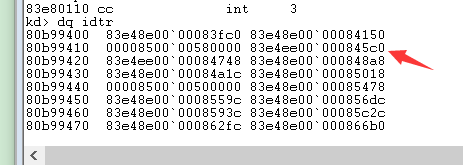 83e80110 cc              int     3
kd> dq idtr
80b99400  83e48e00`00083fc0 83e48e00`00084150
80b99410  00008500`00580000 83e4ee00`000845c0
80b99420  83e4ee00`00084748 83e48e00`000848a8
80b99430  83e48e00`00084a1c 83e48e00`00085018
80b99440  00008500`00500000 83e48e00`00085478
80b99450  83e48e00`0008559c 83e48e00`000856dc
80b99460  83e48e00`0008593c 83e48e00`00085c2c
80b99470  83e48e00`000862fc 83e48e00`000866b0